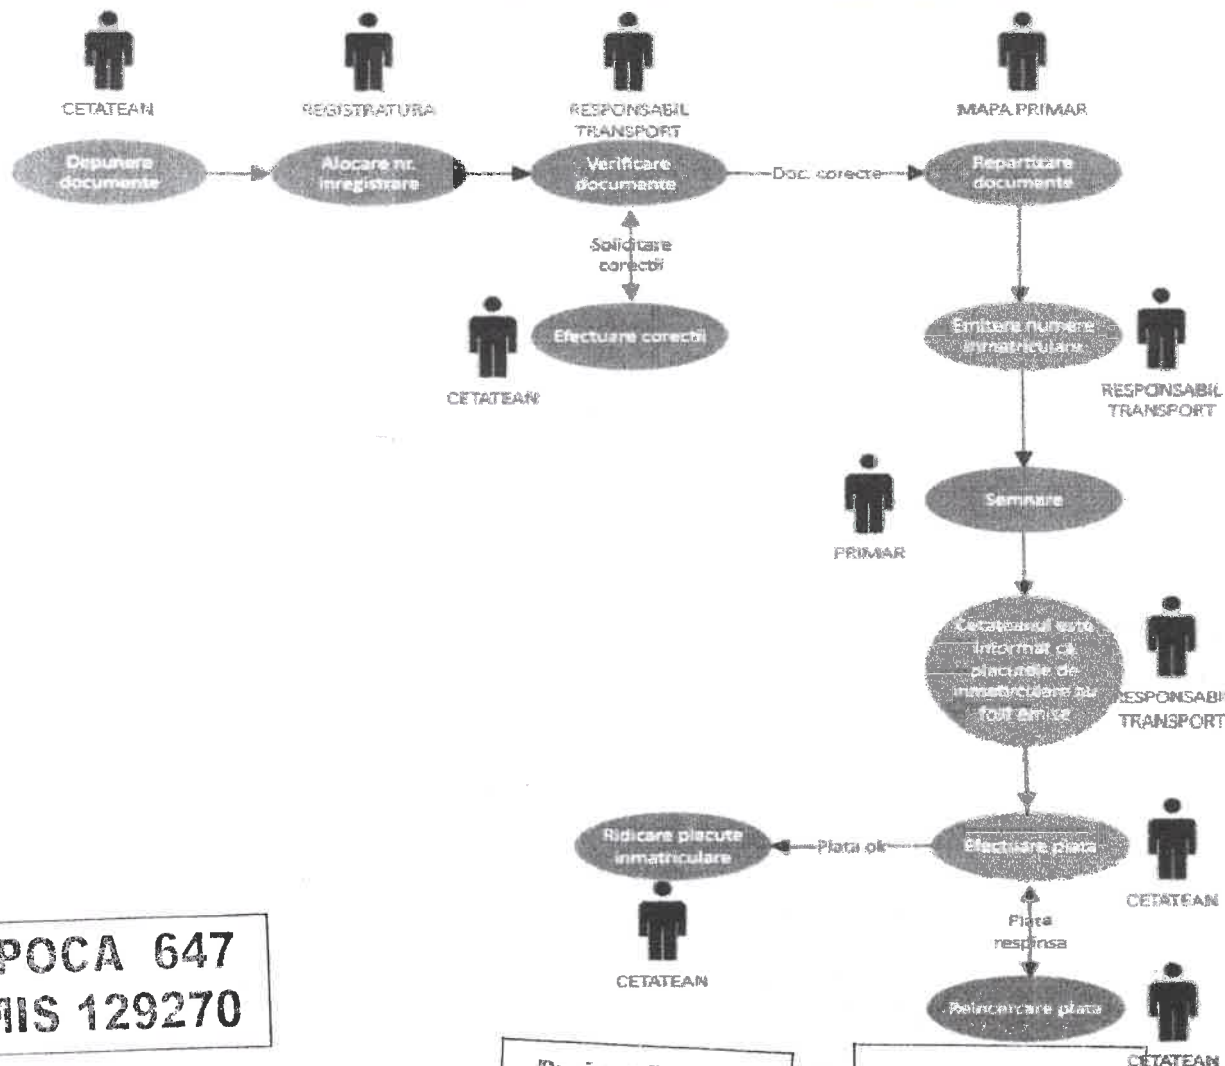 CETATEAN
REGISTRATURA
RESPONSABIL
TRANSPORT
MAPA PRIMAR
Depunere
documente
Alocare nr.
inregistrare
Verificare
documente
Doc. corecte
Repartizare
documente
Solicitare
corectii
CETATEAN
Efectuare corectii
Emitere numere
inmatriculare
RESPONSABIL
TRANSPORT
PRIMAR
Semnare
Cetateanul este
informat ca
placutele de
inmatriculare au
fost emise
RESPONSABIL
TRANSPORT
Ridicare placute
inmatriculare
Plata ok
Efectuare plata
CETATEAN
CETATEAN
Plata
respinsa
Reincercare plata
CETATEAN
POCA 647
MIS 129270